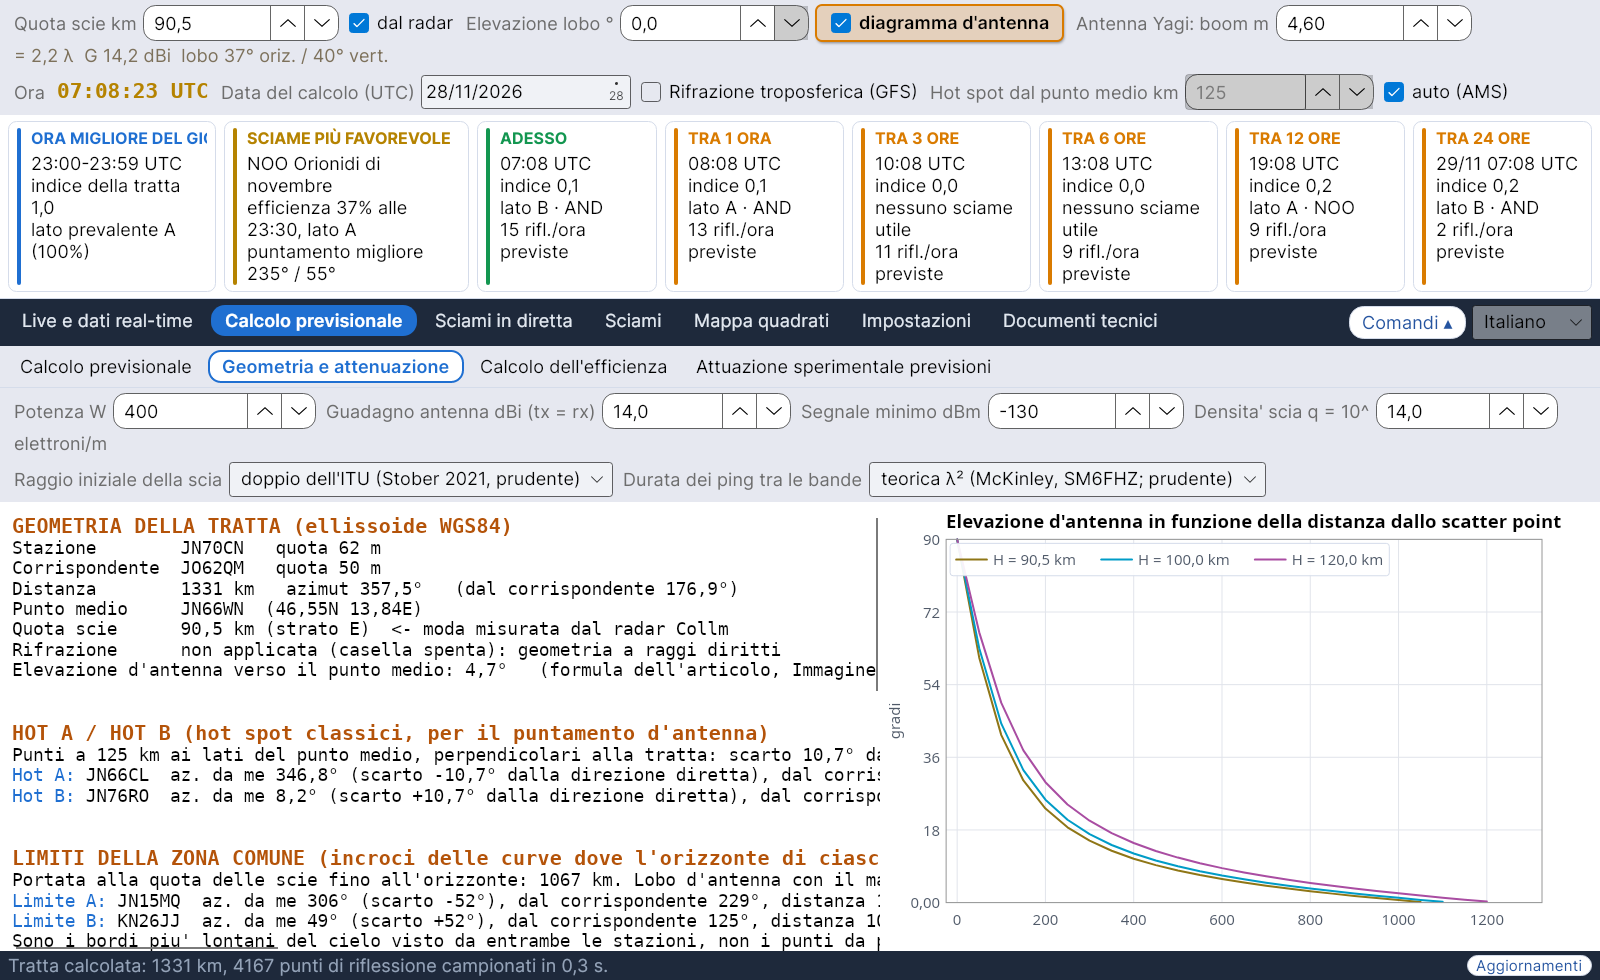 Quota scie km 90,5 dal radar Elevazione lobo ° 0,0 diagramma d'antenna Antenna Yagi: boom m 4,60
= 2,2 λ G 14,2 dBi lobo 37° oriz. / 40° vert.
Ora 07:08:23 UTC Data del calcolo (UTC) 28/11/2026 28 Rifrazione troposferica (GFS) Hot spot dal punto medio km 125 auto (AMS)
ORA MIGLIORE DEL GIO
23:00-23:59 UTC
indice della tratta
1,0
lato prevalente A
(100%)
SCIAME PIÙ FAVOREVOLE
NOO Orionidi di
novembre
efficienza 37% alle
23:30, lato A
puntamento migliore
235° / 55°
ADESSO
07:08 UTC
indice 0,1
lato B · AND
15 rifl./ora
previste
TRA 1 ORA
08:08 UTC
indice 0,1
lato A · AND
13 rifl./ora
previste
TRA 3 ORE
10:08 UTC
indice 0,0
nessuno sciame
utile
11 rifl./ora
previste
TRA 6 ORE
13:08 UTC
indice 0,0
nessuno sciame
utile
9 rifl./ora
previste
TRA 12 ORE
19:08 UTC
indice 0,2
lato A · NOO
9 rifl./ora
previste
TRA 24 ORE
29/11 07:08 UTC
indice 0,2
lato B · AND
2 rifl./ora
previste
Live e dati real-time Calcolo previsionale Sciami in diretta Sciami Mappa quadrati Impostazioni Documenti tecnici Comandi ▴ Italiano
Calcolo previsionale Geometria e attenuazione Calcolo dell'efficienza Attuazione sperimentale previsioni
Potenza W 400 Guadagno antenna dBi (tx = rx) 14,0 Segnale minimo dBm -130 Densita' scia q = 10^ 14,0
elettroni/m
Raggio iniziale della scia doppio dell'ITU (Stober 2021, prudente) Durata dei ping tra le bande teorica λ² (McKinley, SM6FHZ; prudente)
GEOMETRIA DELLA TRATTA (ellissoide WGS84)
Stazione JN70CN quota 62 m
Corrispondente JO62QM quota 50 m
Distanza 1331 km azimut 357,5° (dal corrispondente 176,9°)
Punto medio JN66WN (46,55N 13,84E)
Quota scie 90,5 km (strato E) <- moda misurata dal radar Collm
Rifrazione non applicata (casella spenta): geometria a raggi diritti
Elevazione d'antenna verso il punto medio: 4,7° (formula dell'articolo, Immagine
HOT A / HOT B (hot spot classici, per il puntamento d'antenna)
Punti a 125 km ai lati del punto medio, perpendicolari alla tratta: scarto 10,7° da
Hot A: JN66CL az. da me 346,8° (scarto -10,7° dalla direzione diretta), dal corris
Hot B: JN76RO az. da me 8,2° (scarto +10,7° dalla direzione diretta), dal corrispo
LIMITI DELLA ZONA COMUNE (incroci delle curve dove l'orizzonte di ciasc
Portata alla quota delle scie fino all'orizzonte: 1067 km. Lobo d'antenna con il ma
Limite A: JN15MQ az. da me 306° (scarto -52°), dal corrispondente 229°, distanza 1
Limite B: KN26JJ az. da me 49° (scarto +52°), dal corrispondente 125°, distanza 10
Sono i bordi piu' lontani del cielo visto da entrambe le stazioni, non i punti da p
Elevazione d'antenna in funzione della distanza dallo scatter point
H = 90,5 km H = 100,0 km H = 120,0 km
gradi
90
72
54
36
18
0,00
0 200 400 600 800 1000 1200
Tratta calcolata: 1331 km, 4167 punti di riflessione campionati in 0,3 s. Aggiornamenti